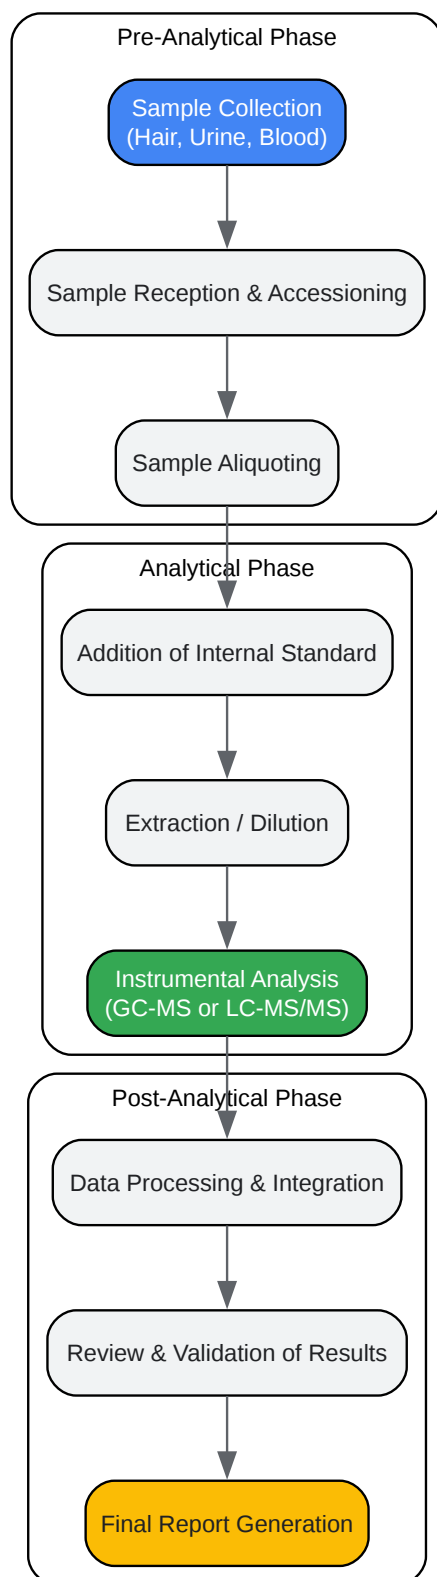 Pre-Analytical Phase
Sample Collection
(Hair, Urine, Blood)
Sample Reception & Accessioning
Sample Aliquoting
Analytical Phase
Addition of Internal Standard
Extraction / Dilution
Instrumental Analysis
(GC-MS or LC-MS/MS)
Post-Analytical Phase
Data Processing & Integration
Review & Validation of Results
Final Report Generation